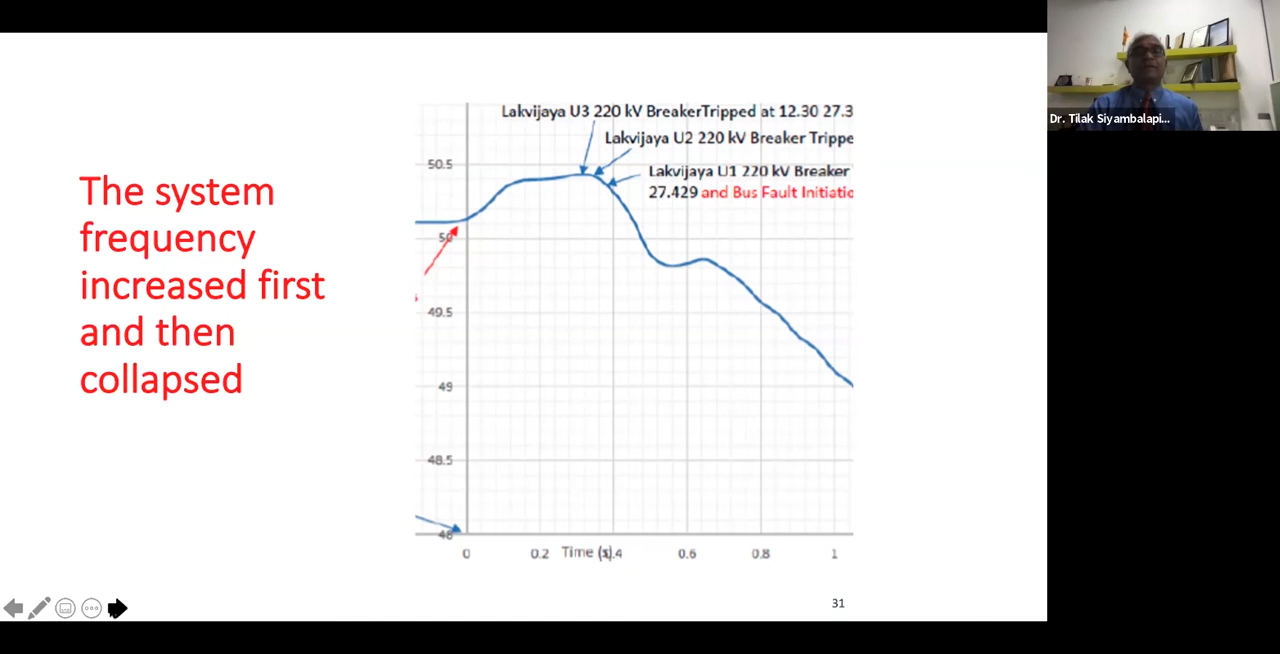 Dr. Tilak Siyambalapi...
The system
frequency
increased first
and then
collapsed
Lakvijaya U3 220 kV BreakerTripped at 12.30 27.3
Lakvijaya U2 220 kV Breaker Trippe
Lakvijaya U1 220 kV Breaker
27.429 and Bus Fault Initiatio
50.5
50
49.5
49
48.5
48
0 0.2 0.4 0.6 0.8 1
Time (s)
31